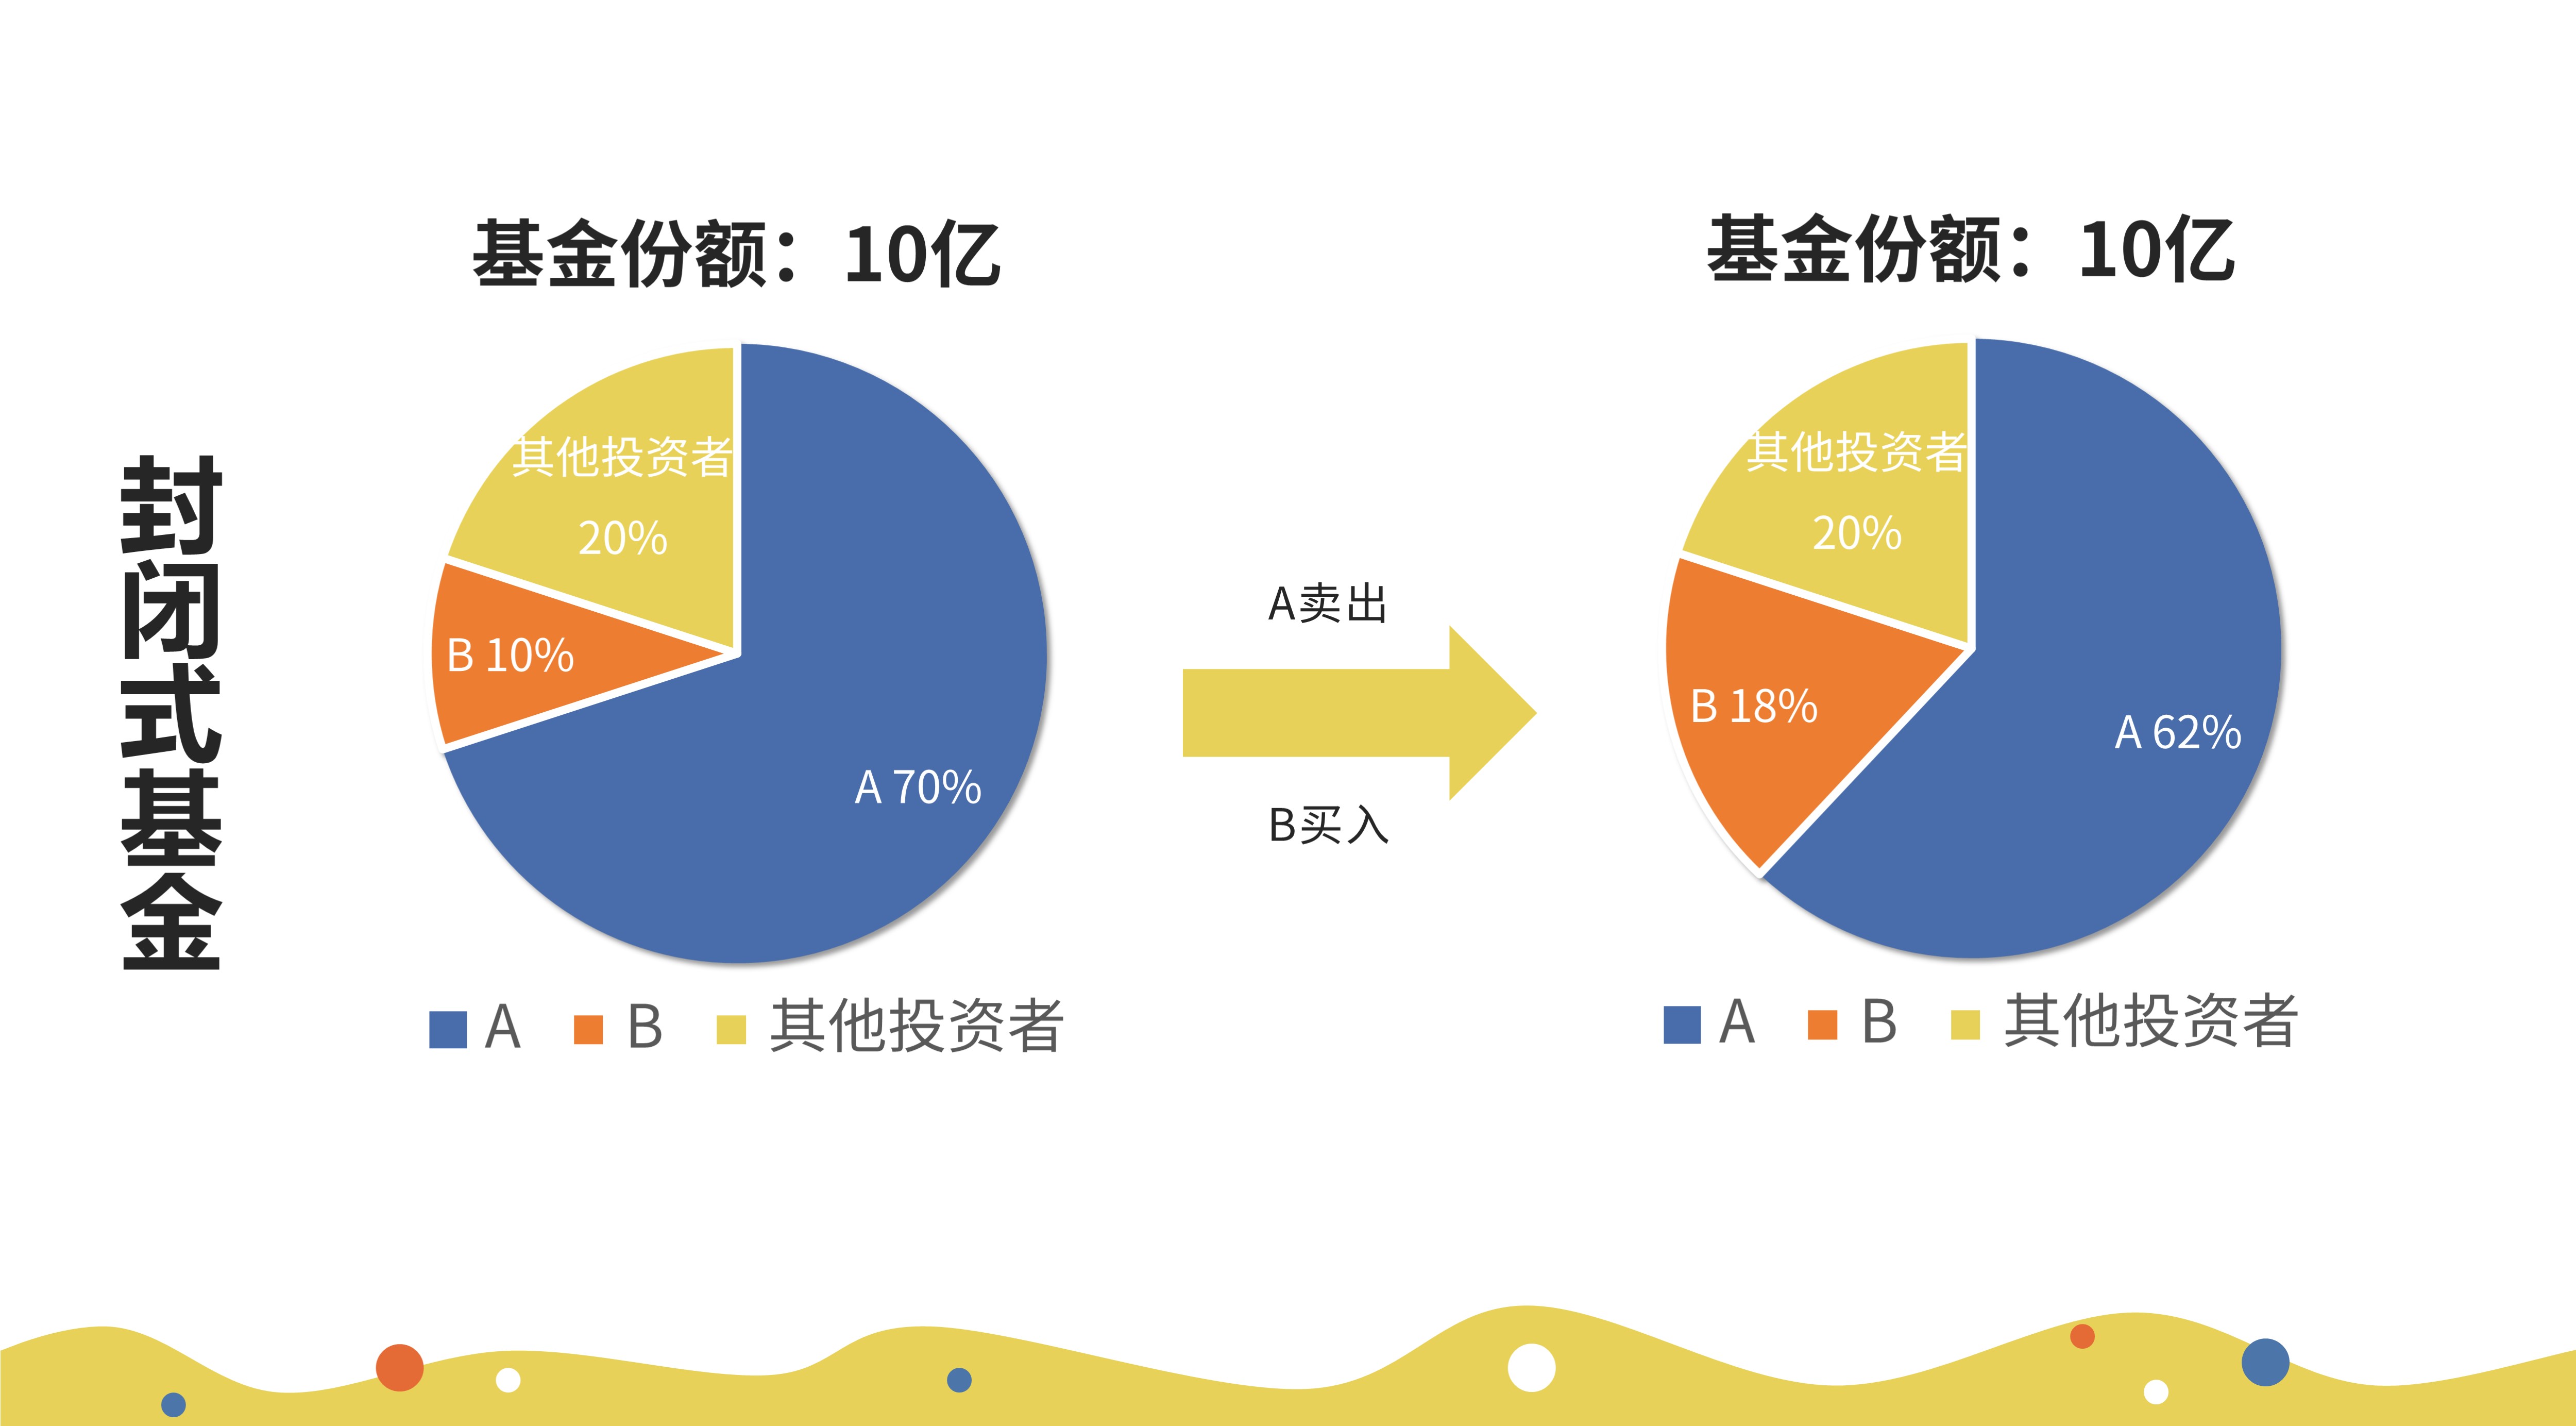 封闭式基金
基金份额：10亿
其他投资者
20%
B 10%
A 70%
A B 其他投资者
A卖出
B买入
基金份额：10亿
其他投资者
20%
B 18%
A 62%
A B 其他投资者